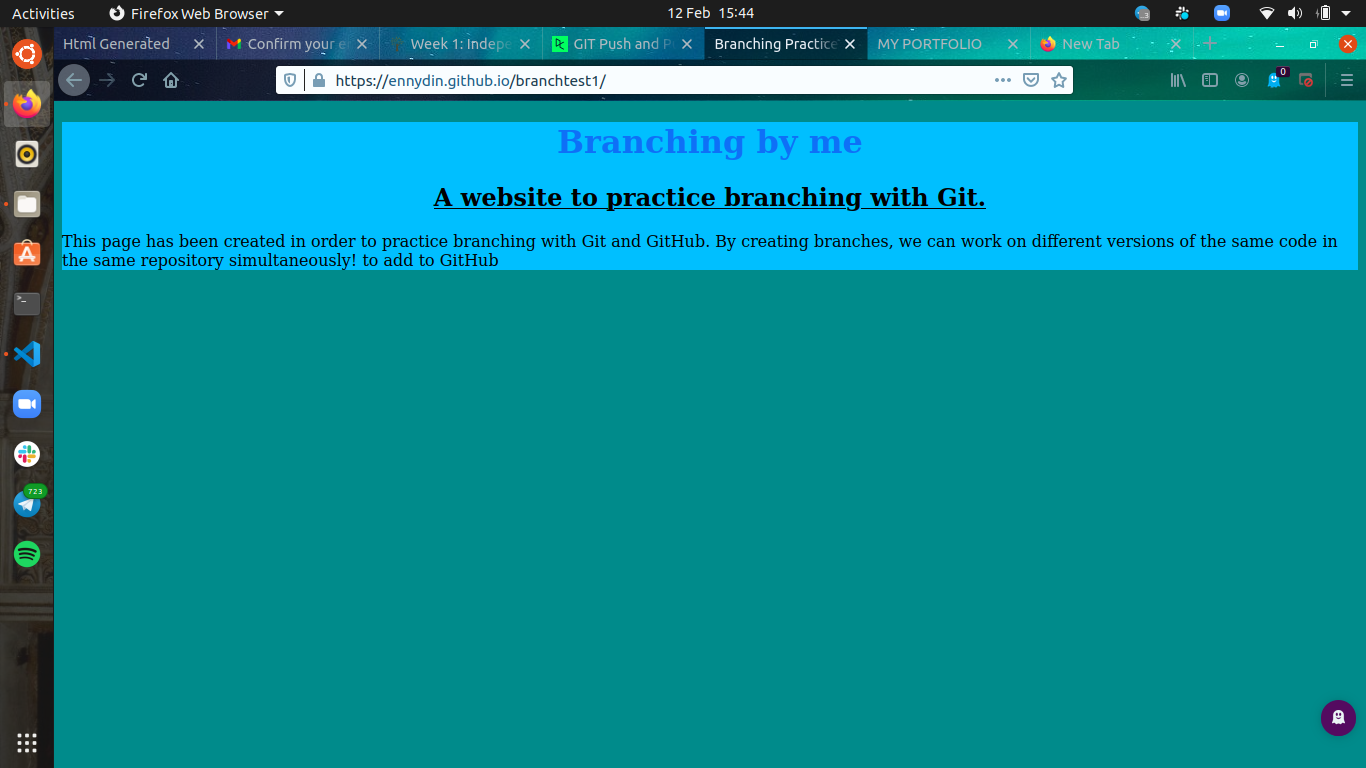 Activities Firefox Web Browser 12 Feb 15:44
Html Generated Confirm your e Week 1: Indepe GIT Push and P Branching Practice MY PORTFOLIO New Tab
https://ennydin.github.io/branchtest1/
0
Branching by me
A website to practice branching with Git.
This page has been created in order to practice branching with Git and GitHub. By creating branches, we can work on different versions of the same code in
the same repository simultaneously! to add to GitHub
723